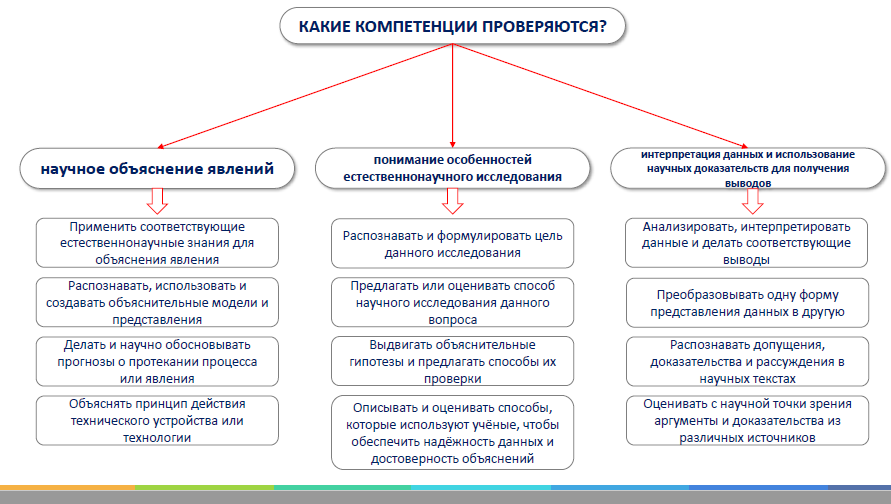 КАКИЕ КОМПЕТЕНЦИИ ПРОВЕРЯЮТСЯ?
научное объяснение явлений
Применить соответствующие
естественнонаучные знания для
объяснения явления
Распознавать, использовать и
создавать объяснительные модели и
представления
Делать и научно обосновывать
прогнозы о протекании процесса
или явления
Объяснять принцип действия
технического устройства или
технологии
понимание особенностей
естественнонаучного исследования
Распознавать и формулировать цель
данного исследования
Предлагать или оценивать способ
научного исследования данного
вопроса
Выдвигать объяснительные
гипотезы и предлагать способы их
проверки
Описывать и оценивать способы,
которые используют учёные, чтобы
обеспечить надёжность данных и
достоверность объяснений
интерпретация данных и использование
научных доказательств для получения
выводов
Анализировать, интерпретировать
данные и делать соответствующие
выводы
Преобразовывать одну форму
представления данных в другую
Распознавать допущения,
доказательства и рассуждения в
научных текстах
Оценивать с научной точки зрения
аргументы и доказательства из
различных источников